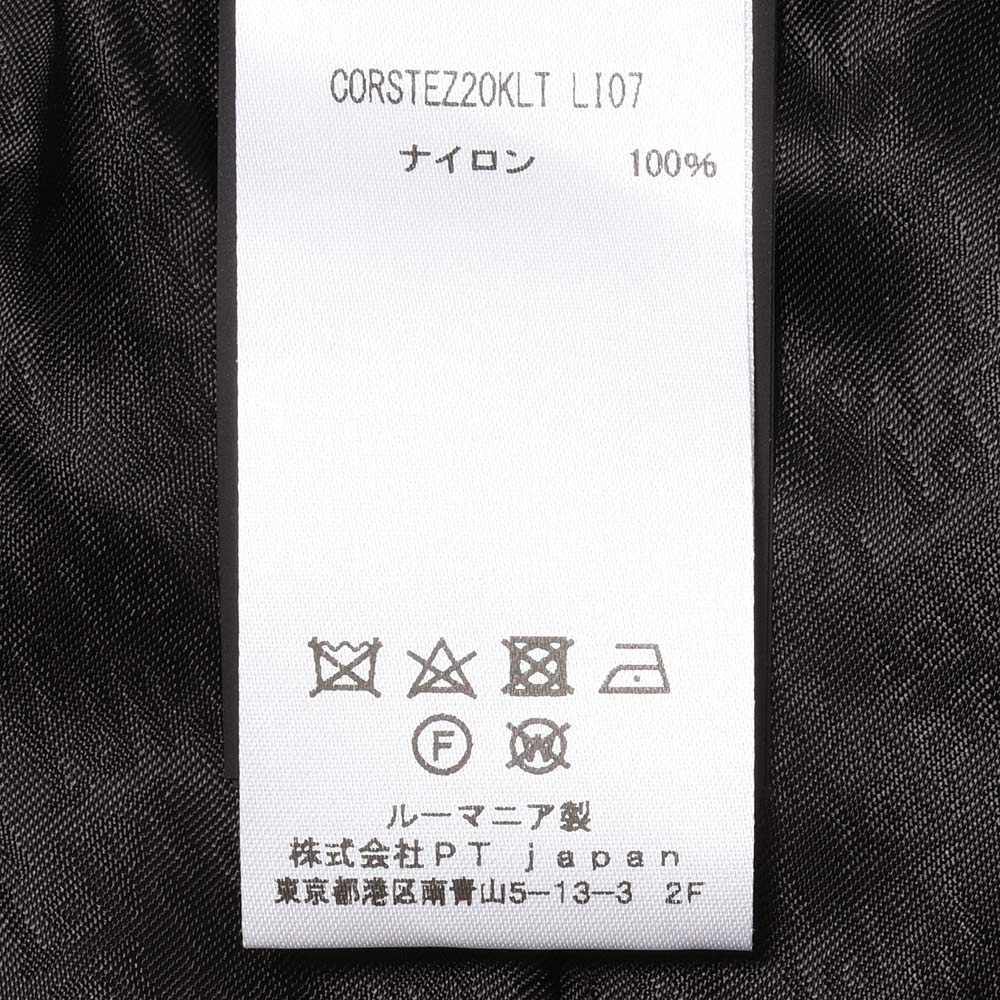 CORSTEZ20KLT LI07
ナイロン 100%
F W
ルーマニア製
株式会社PT japan
東京都港区南青山5-13-3 2F